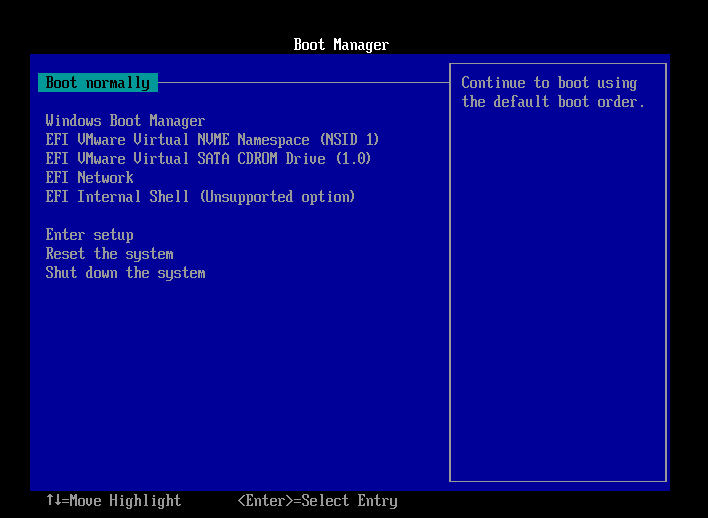 Boot Manager
Boot normally
Continue to boot using
the default boot order.
Windows Boot Manager
EFI VMware Virtual NVME Namespace (NSID 1)
EFI VMware Virtual SATA CDROM Drive (1.0)
EFI Network
EFI Internal Shell (Unsupported option)
Enter setup
Reset the system
Shut down the system
↑↓=Move Highlight <Enter>=Select Entry